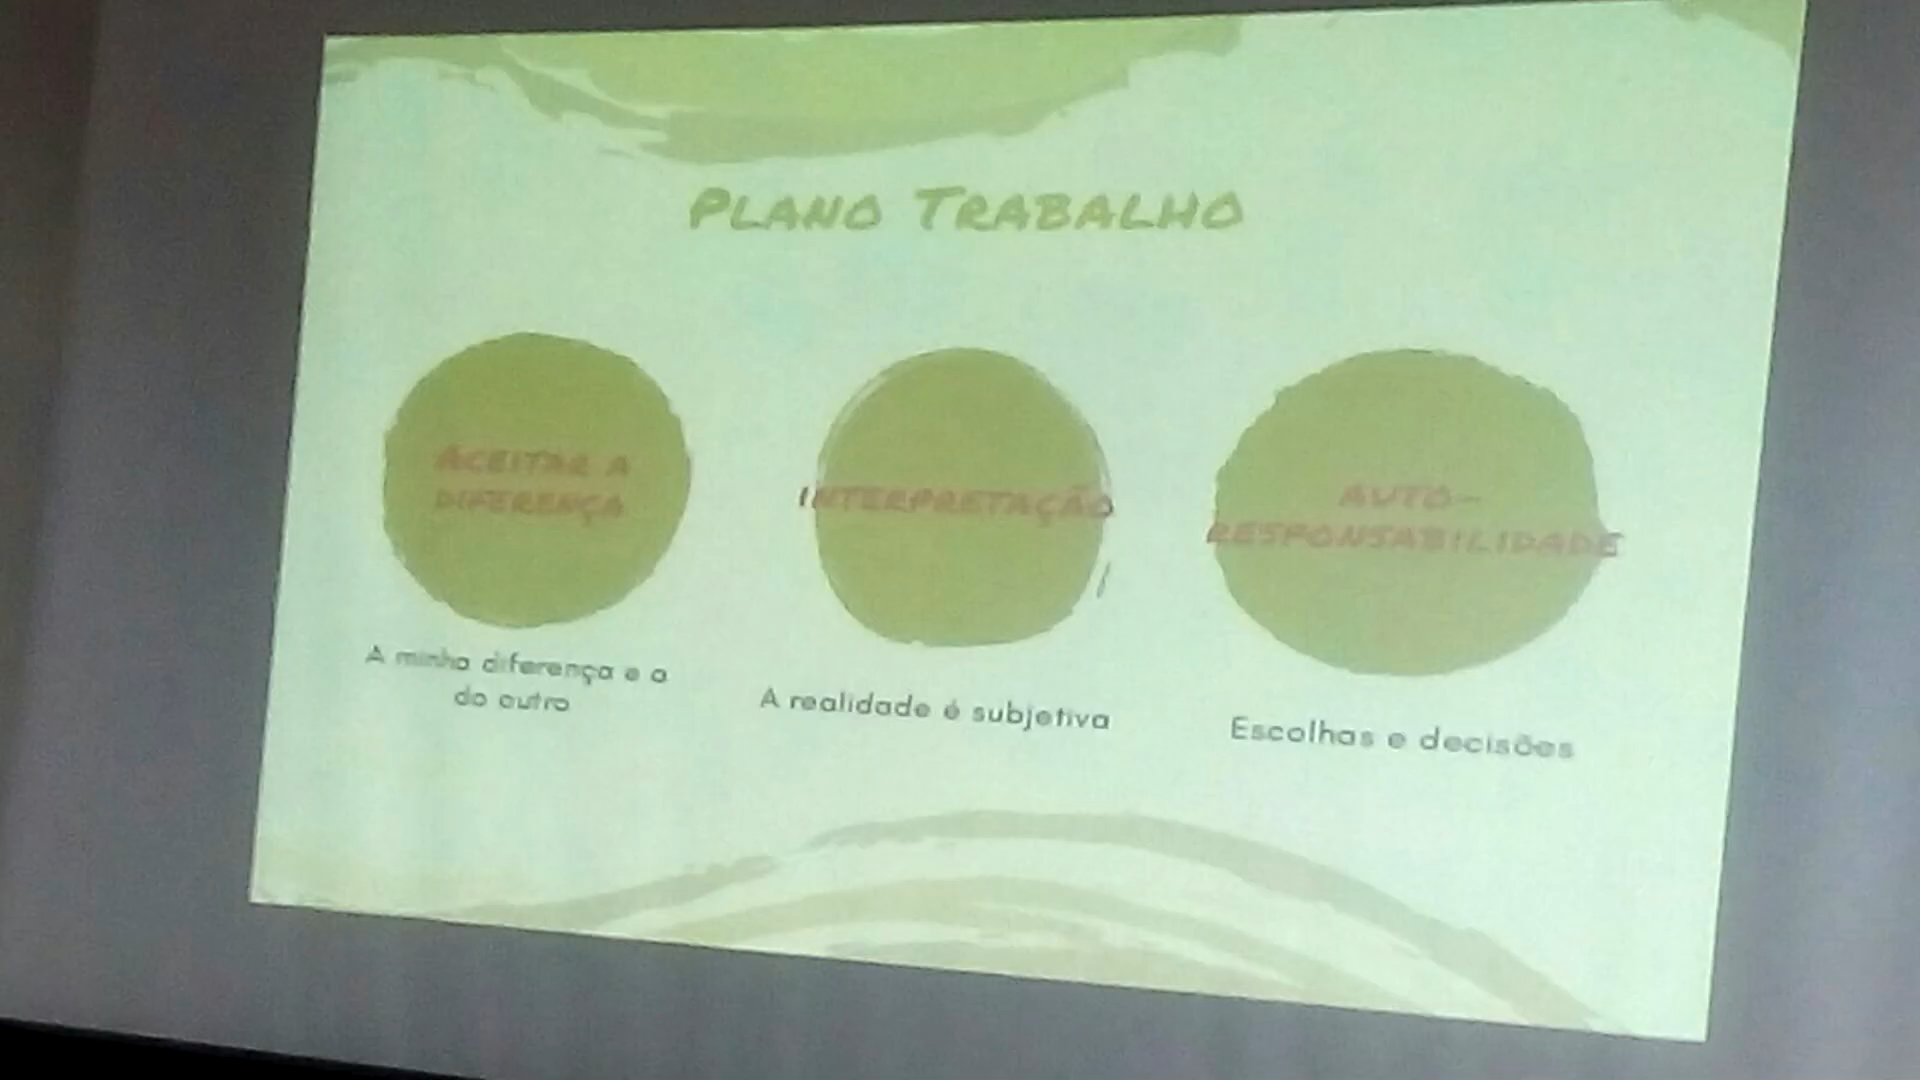 PLANO TRABALHO
ACEITAR A
DIFERENÇA
A minha diferença e a
do outro
INTERPRETAÇÃO
A realidade é subjetiva
AUTO-
RESPONSABILIDADE
Escolhas e decisões